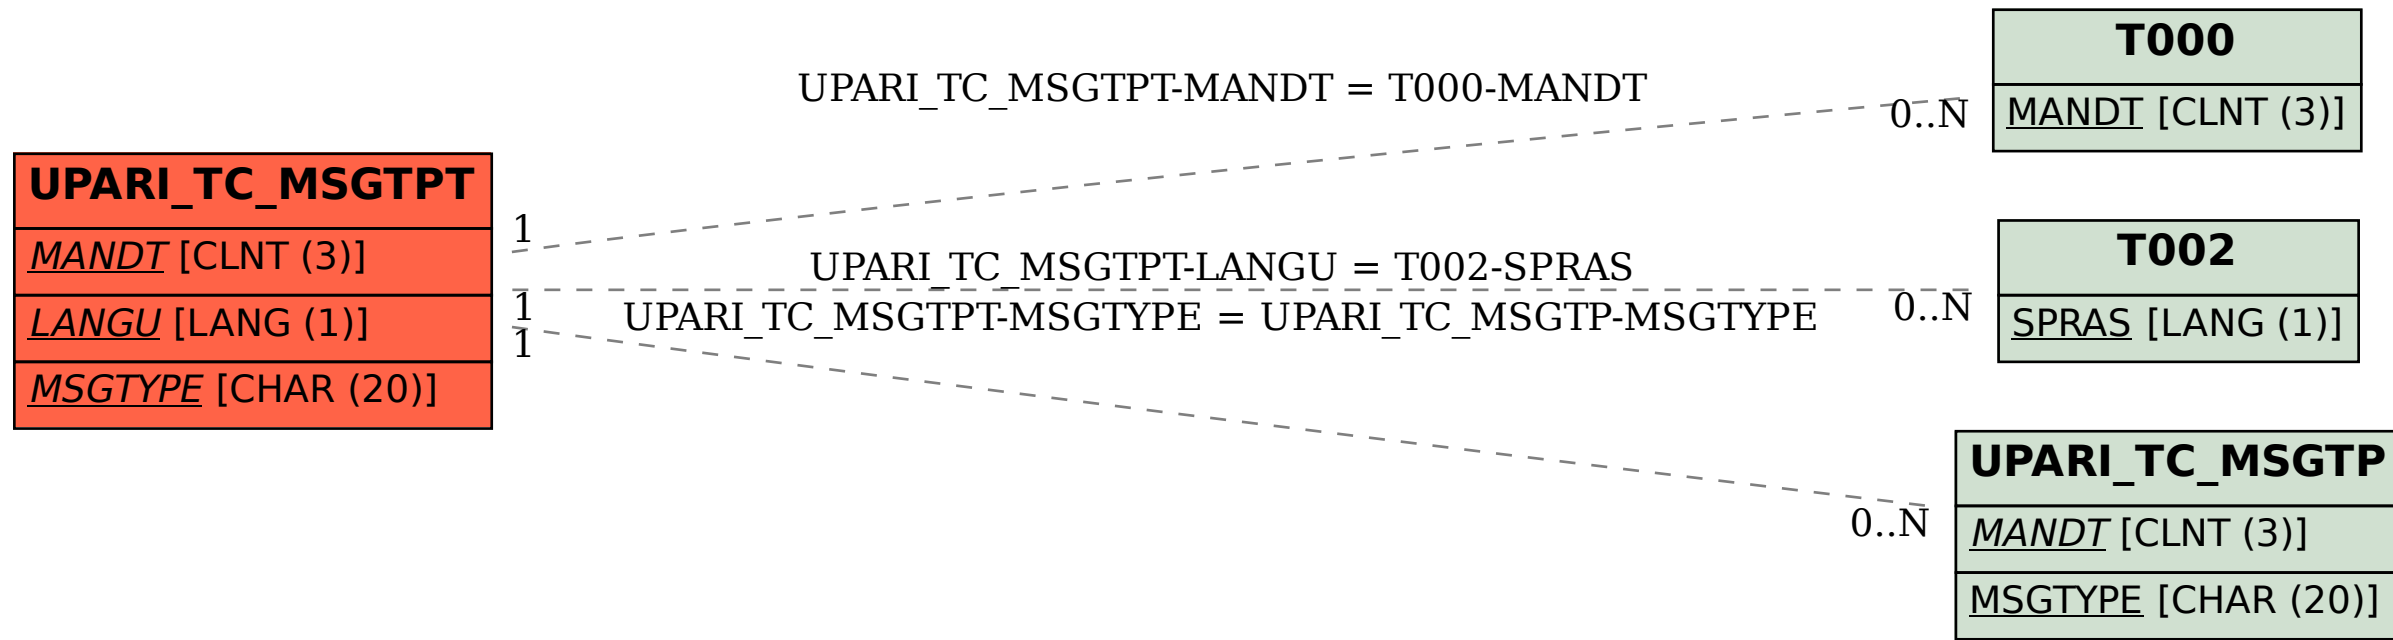 UPARI_TC_MSGTPT
MANDT [CLNT (3)]
LANGU [LANG (1)]
MSGTYPE [CHAR (20)]
UPARI_TC_MSGTPT-MANDT = T000-MANDT
1
0..N
UPARI_TC_MSGTPT-LANGU = T002-SPRAS
1
0..N
UPARI_TC_MSGTPT-MSGTYPE = UPARI_TC_MSGTP-MSGTYPE
1
0..N
T000
MANDT [CLNT (3)]
T002
SPRAS [LANG (1)]
UPARI_TC_MSGTP
MANDT [CLNT (3)]
MSGTYPE [CHAR (20)]